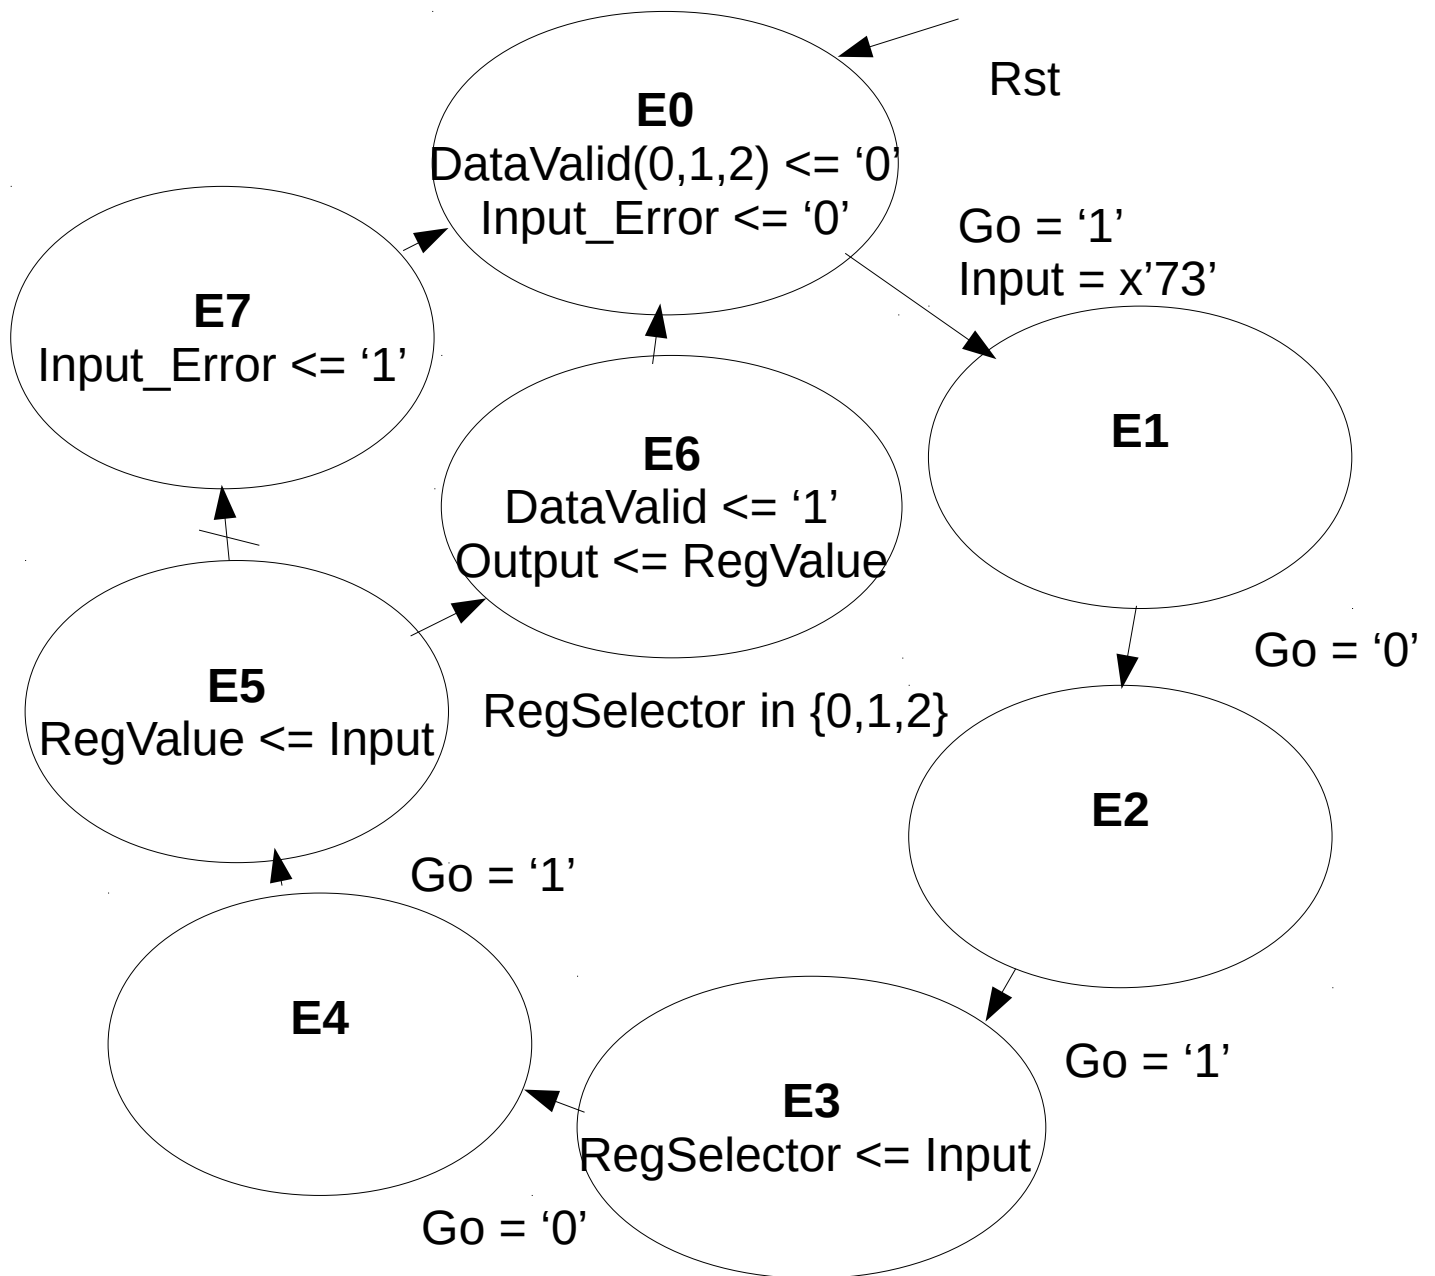 Rst
E0
DataValid(0,1,2) <= ‘0’
Input_Error <= ‘0’
Go = ‘1’
Input = x’73’
E7
Input_Error <= ‘1’
E1
E6
DataValid <= ‘1’
Output <= RegValue
Go = ‘0’
E5
RegValue <= Input
RegSelector in {0,1,2}
E2
Go = ‘1’
E4
Go = ‘1’
E3
RegSelector <= Input
Go = ‘0’